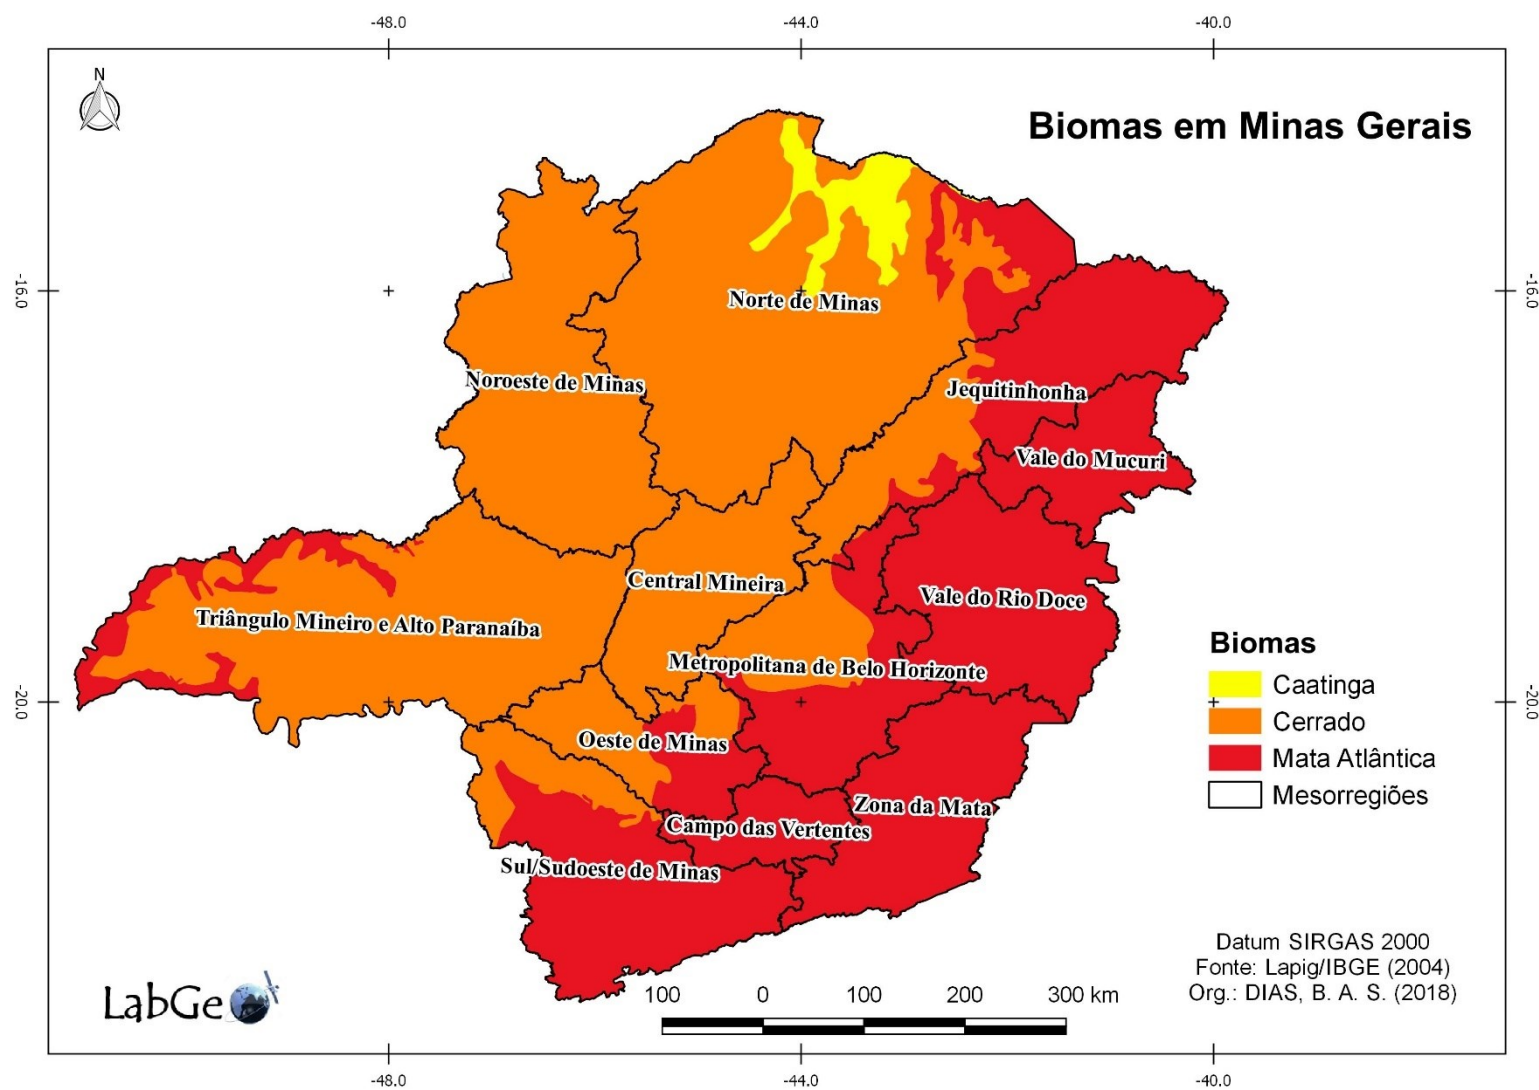 -48.0
-44.0
-40.0
N
Biomas em Minas Gerais
-16.0
-16.0
Norte de Minas
Noroeste de Minas
Jequitinhonha
Vale do Mucuri
Central Mineira
Vale do Rio Doce
Triângulo Mineiro e Alto Paranaíba
Metropolitana de Belo Horizonte
-20.0
-20.0
Oeste de Minas
Zona da Mata
Campo das Vertentes
Sul/Sudoeste de Minas
Biomas
Caatinga
Cerrado
Mata Atlântica
Mesorregiões
Datum SIRGAS 2000
Fonte: Lapig/IBGE (2004)
Org.: DIAS, B. A. S. (2018)
LabGeo
100 0 100 200 300 km
-48.0
-44.0
-40.0